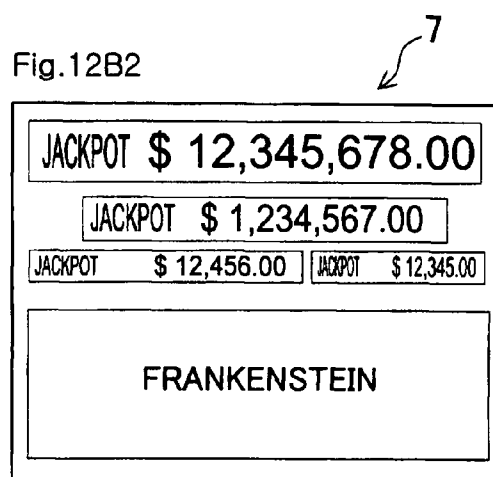 7
Fig.12B2
JACKPOT $ 12,345,678.00
JACKPOT $ 1,234,567.00
JACKPOT $ 12,456.00 JACKPOT $ 12,345.00
FRANKENSTEIN